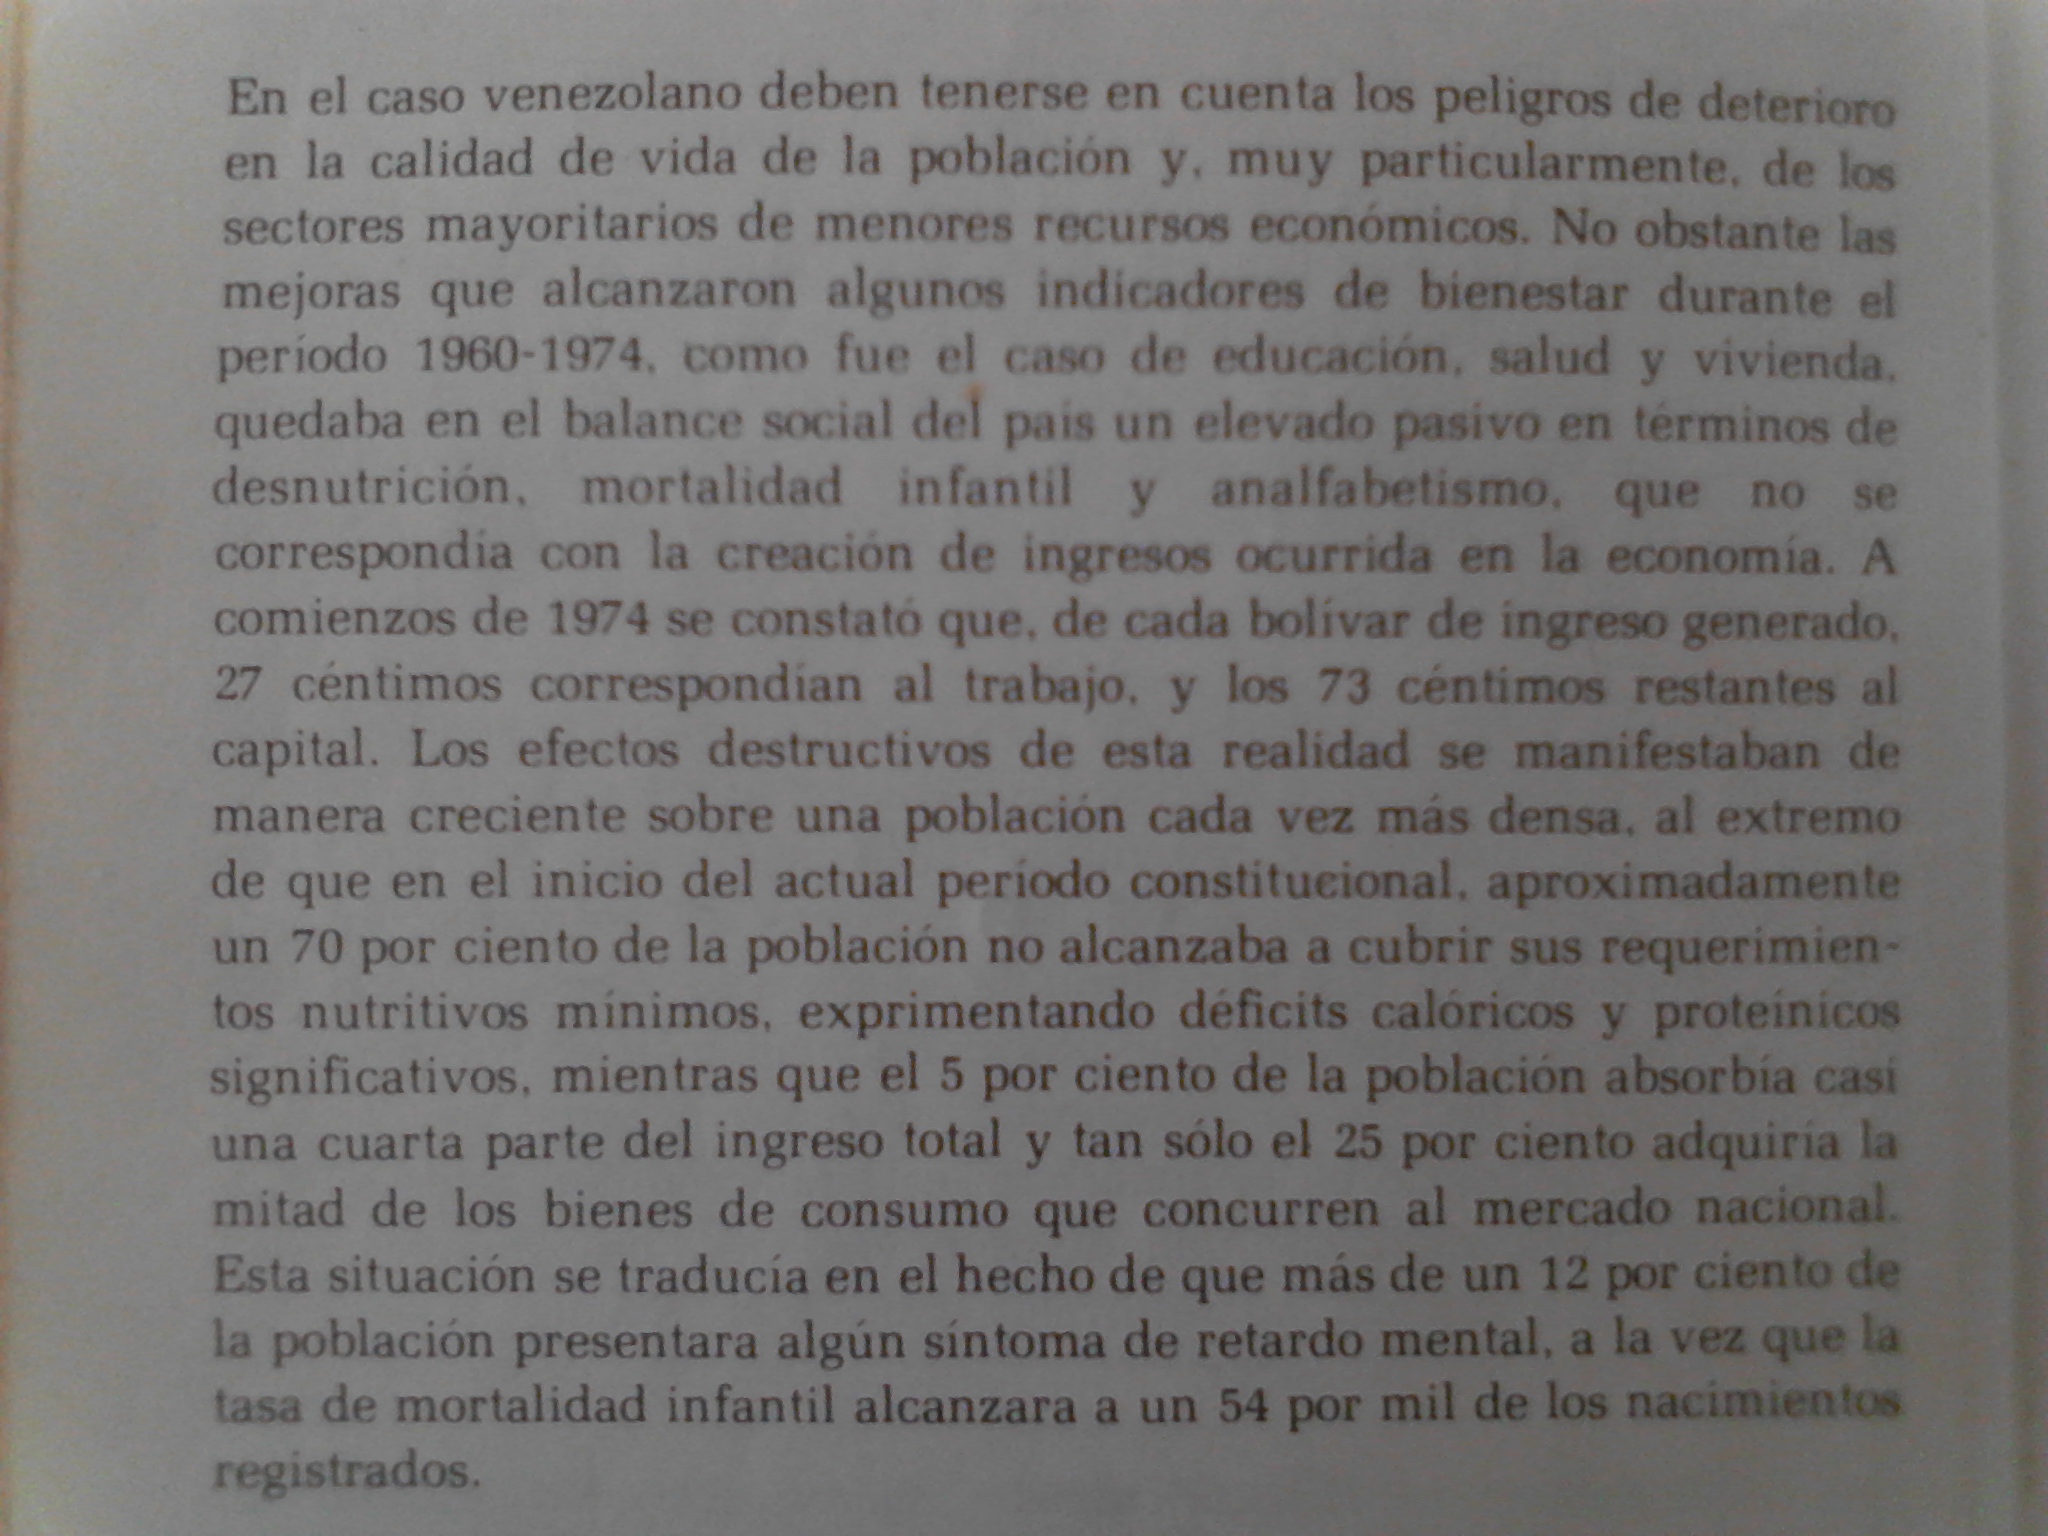 En el caso venezolano deben tenerse en cuenta los peligros de deterioro
en la calidad de vida de la población y, muy particularmente, de los
sectores mayoritarios de menores recursos económicos. No obstante las
mejoras que alcanzaron algunos indicadores de bienestar durante el
período 1960-1974, como fue el caso de educación, salud y vivienda,
quedaba en el balance social del país un elevado pasivo en términos de
desnutrición, mortalidad infantil y analfabetismo, que no se
correspondía con la creación de ingresos ocurrida en la economía. A
comienzos de 1974 se constató que, de cada bolívar de ingreso generado,
27 céntimos correspondían al trabajo, y los 73 céntimos restantes al
capital. Los efectos destructivos de esta realidad se manifestaban de
manera creciente sobre una población cada vez más densa, al extremo
de que en el inicio del actual período constitucional, aproximadamente
un 70 por ciento de la población no alcanzaba a cubrir sus requerimien-
tos nutritivos mínimos, exprimentando déficits calóricos y proteínicos
significativos, mientras que el 5 por ciento de la población absorbía casi
una cuarta parte del ingreso total y tan sólo el 25 por ciento adquiría la
mitad de los bienes de consumo que concurren al mercado nacional.
Esta situación se traducía en el hecho de que más de un 12 por ciento de
la población presentara algún síntoma de retardo mental, a la vez que la
tasa de mortalidad infantil alcanzara a un 54 por mil de los nacimientos
registrados.